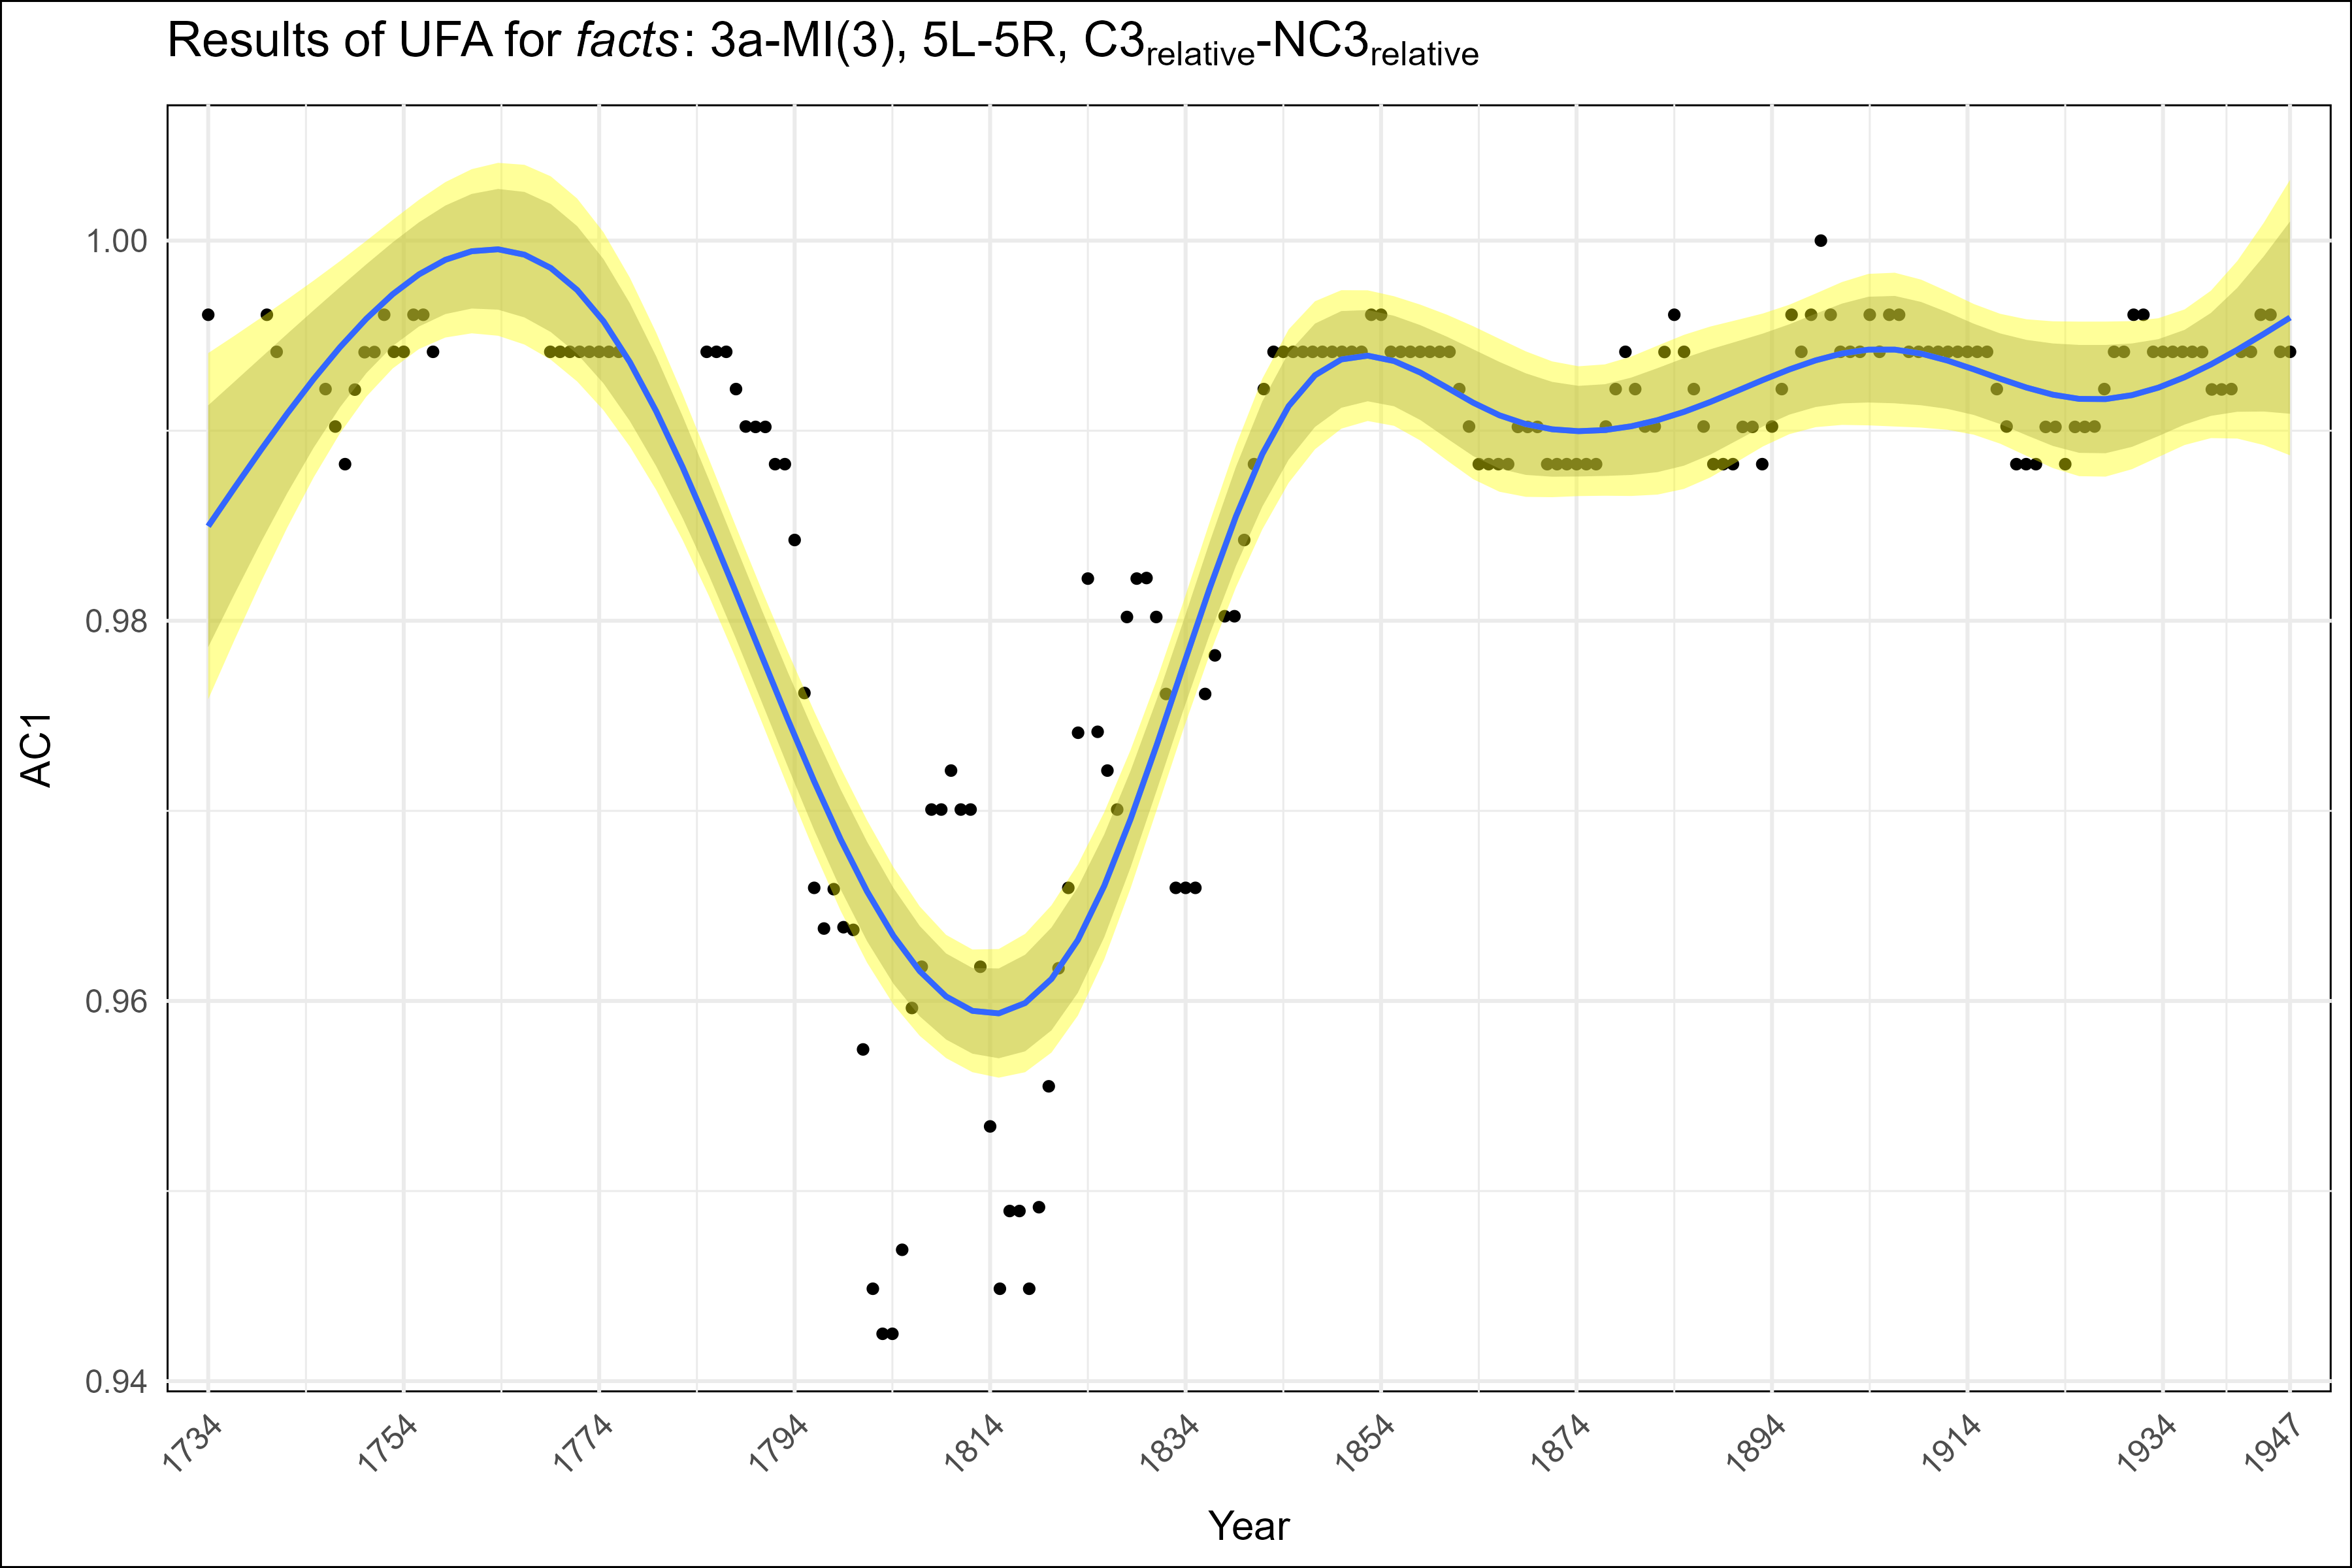 Results of UFA for facts: 3a-MI(3), 5L-5R, C3relative-NC3relative
1.00
0.98
0.96
0.94
AC1
1734 1754 1774 1794 1814 1834 1854 1874 1894 1914 1934 1947
Year